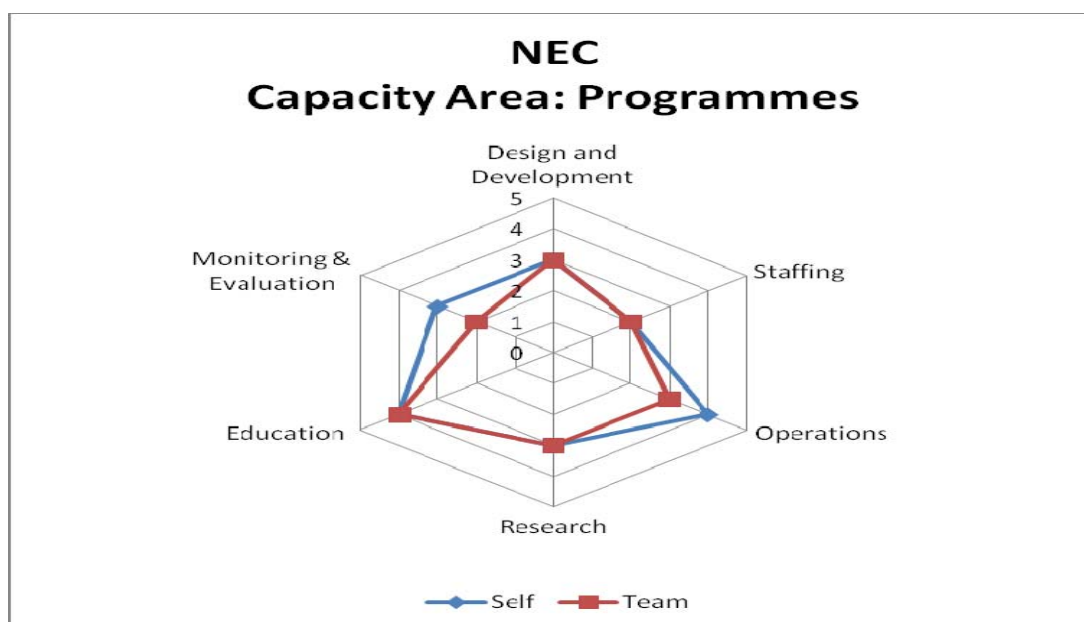 NEC
Capacity Area: Programmes
Design and
Development
5
4
3
2
1
0
Monitoring &
Evaluation
Staffing
Education
Operations
Research
Self
Team